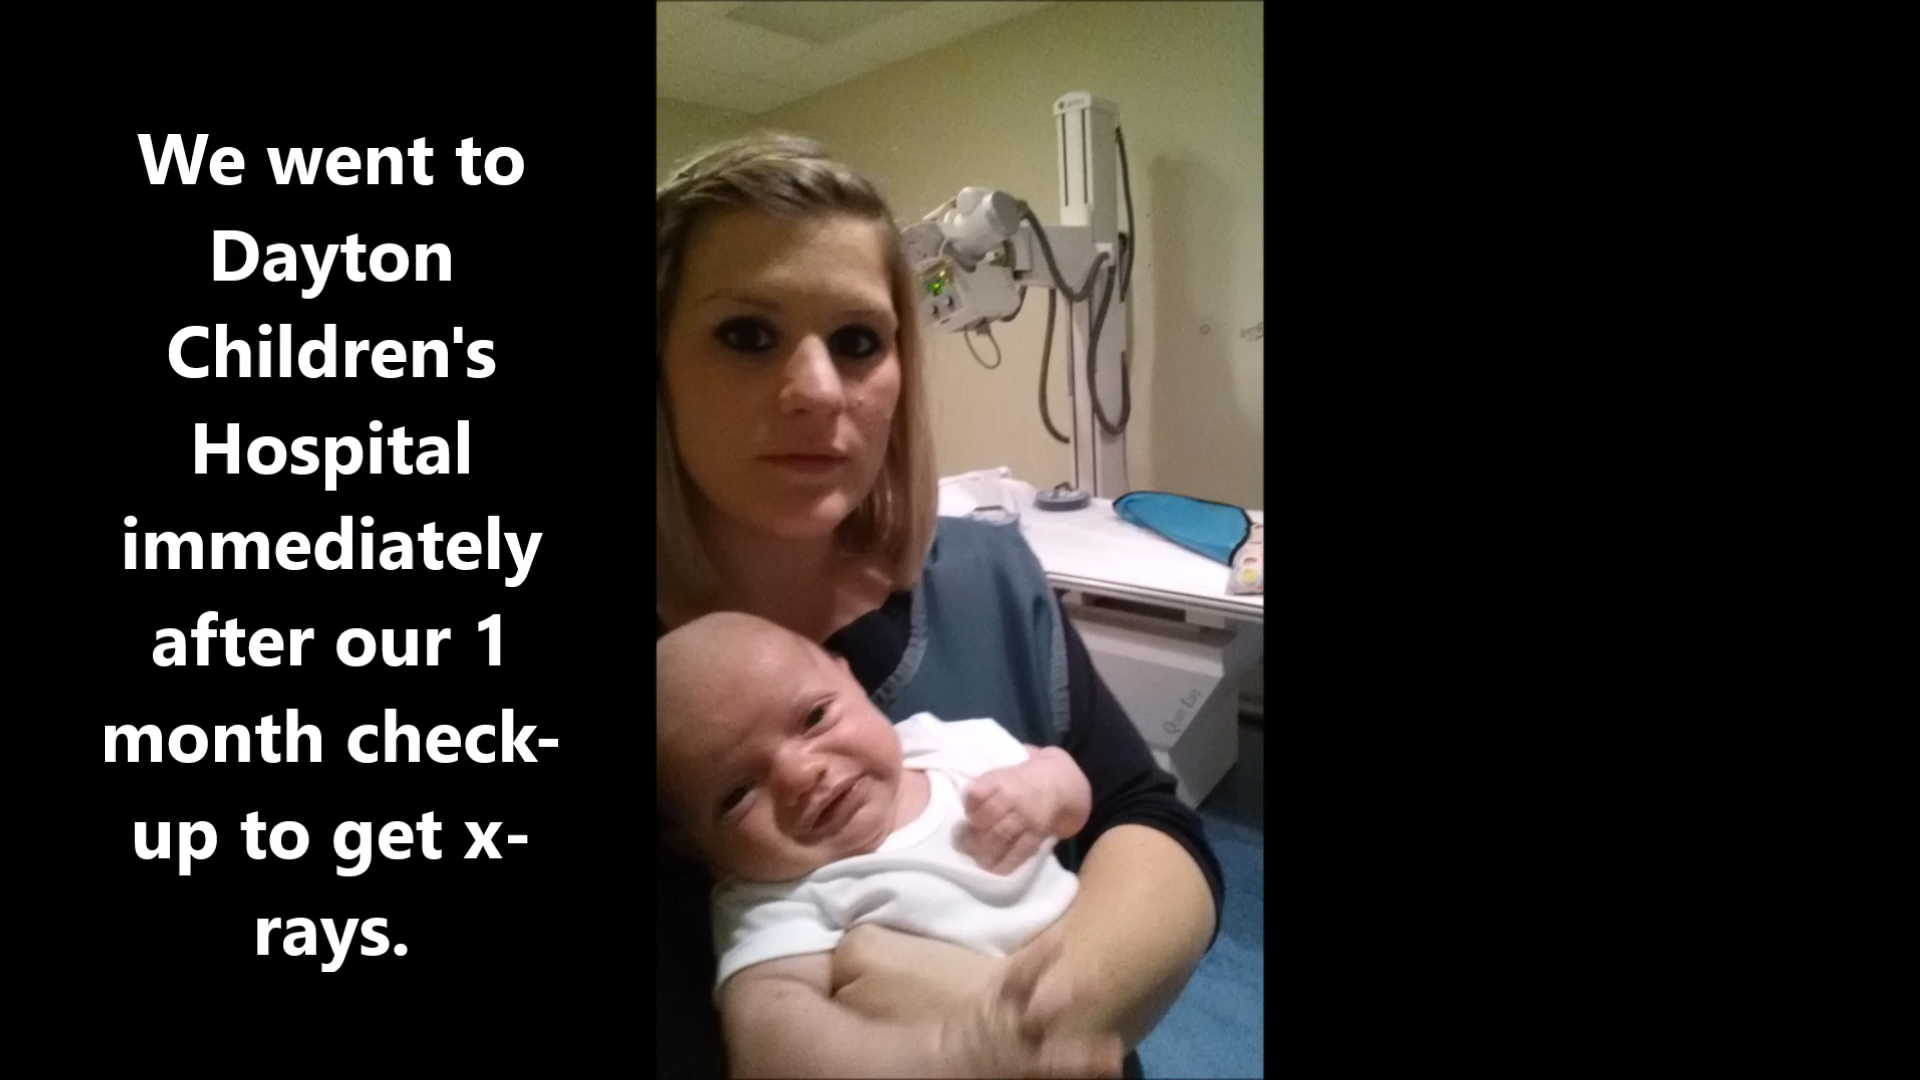 We went to
Dayton
Children's
Hospital
immediately
after our 1
month check-
up to get x-
rays.